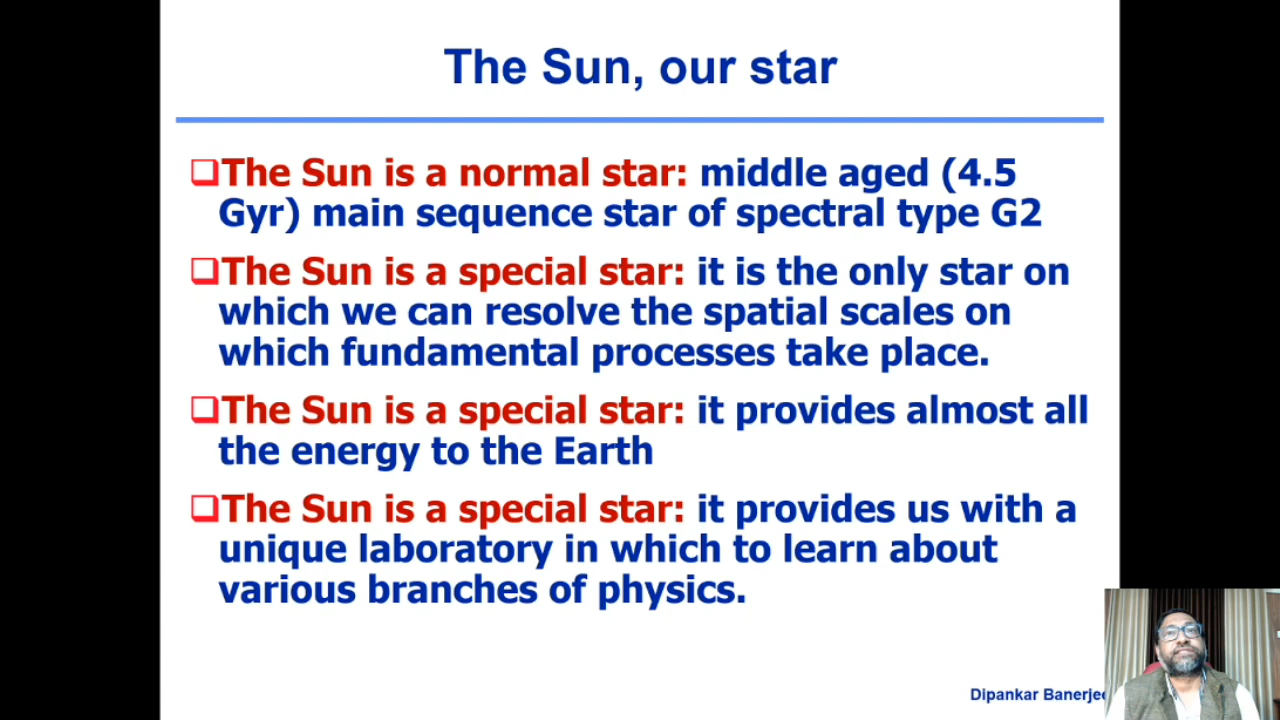 The Sun, our star
The Sun is a normal star: middle aged (4.5
Gyr) main sequence star of spectral type G2
The Sun is a special star: it is the only star on
which we can resolve the spatial scales on
which fundamental processes take place.
The Sun is a special star: it provides almost all
the energy to the Earth
The Sun is a special star: it provides us with a
unique laboratory in which to learn about
various branches of physics.
Dipankar Banerjee